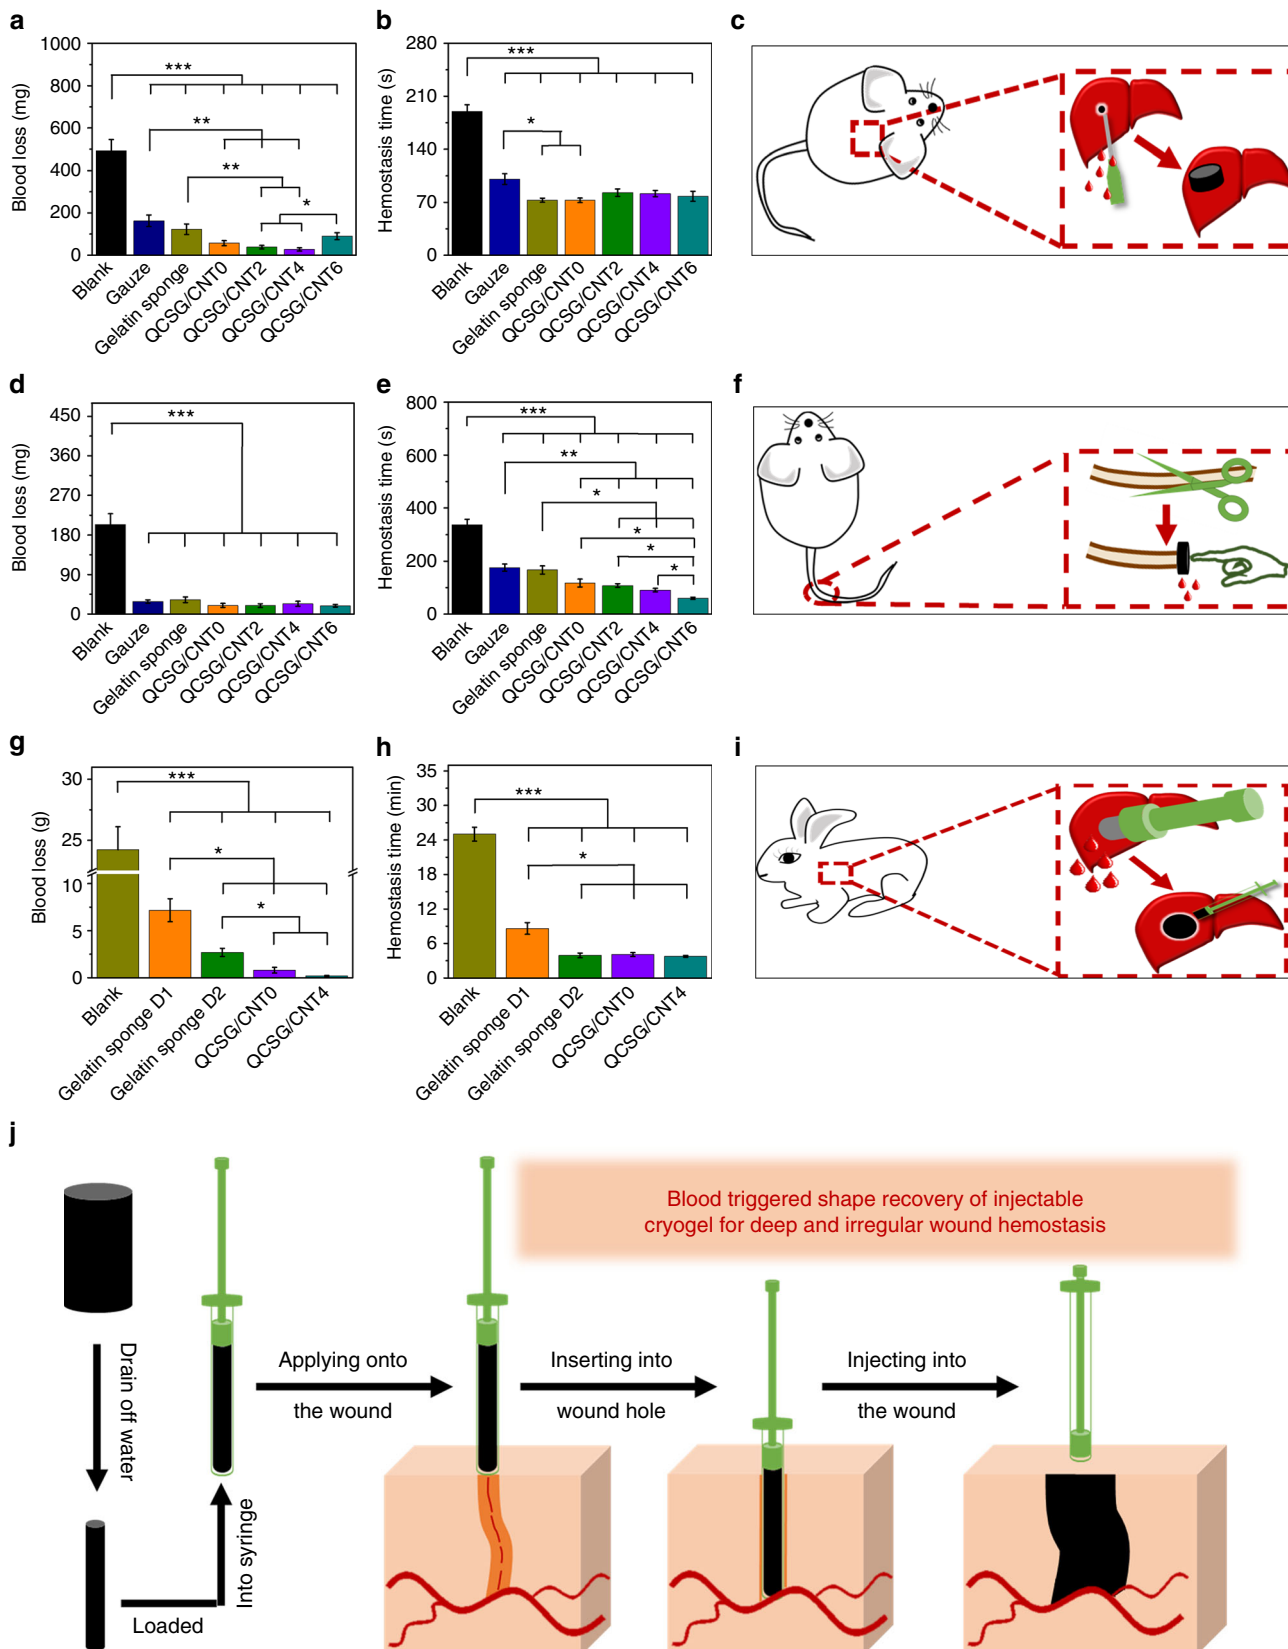 a
Blood loss (mg)
1000
800
600
400
200
0
***
**
**
*
Blank
Gauze
Gelatin sponge
QCSG/CNT0
QCSG/CNT2
QCSG/CNT4
QCSG/CNT6
b
Hemostasis time (s)
280
210
140
70
0
***
*
Blank
Gauze
Gelatin sponge
QCSG/CNT0
QCSG/CNT2
QCSG/CNT4
QCSG/CNT6
c
d
Blood loss (mg)
450
360
270
180
90
0
***
Blank
Gauze
Gelatin sponge
QCSG/CNT0
QCSG/CNT2
QCSG/CNT4
QCSG/CNT6
e
Hemostasis time (s)
800
600
400
200
0
***
**
*
*
*
*
Blank
Gauze
Gelatin sponge
QCSG/CNT0
QCSG/CNT2
QCSG/CNT4
QCSG/CNT6
f
g
Blood loss (g)
30
25
10
5
0
***
*
*
Blank
Gelatin sponge D1
Gelatin sponge D2
QCSG/CNT0
QCSG/CNT4
h
Hemostasis time (min)
35
30
24
18
12
6
0
***
*
Blank
Gelatin sponge D1
Gelatin sponge D2
QCSG/CNT0
QCSG/CNT4
i
j
Blood triggered shape recovery of injectable
cryogel for deep and irregular wound hemostasis
Drain off water
Loaded
Into syringe
Applying onto
the wound
Inserting into
wound hole
Injecting into
the wound